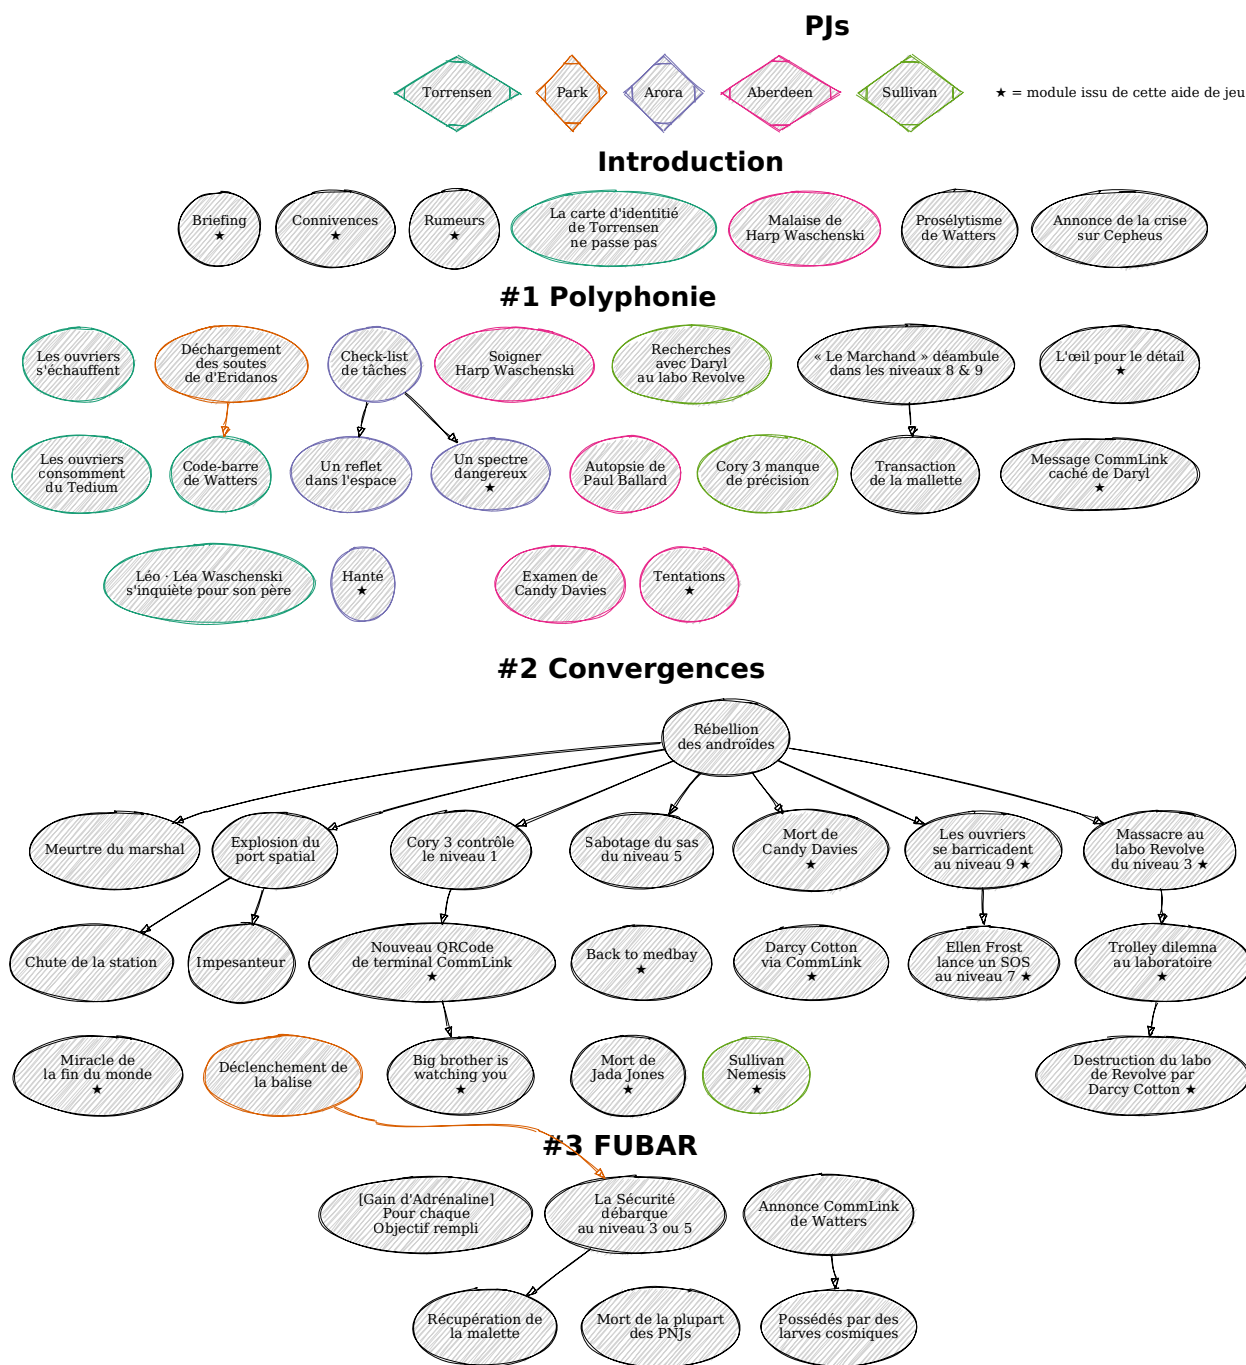 PJs
Torrensen
Park
Arora
Aberdeen
Sullivan
★ = module issu de cette aide de jeu
Introduction
Briefing
★
Connivences
★
Rumeurs
★
La carte d'identitié
de Torrensen
ne passe pas
Malaise de
Harp Waschenski
Prosélytisme
de Watters
Annonce de la crise
sur Cepheus
#1 Polyphonie
Les ouvriers
s'échauffent
Déchargement
des soutes
de d'Eridanos
Check-list
de tâches
Soigner
Harp Waschenski
Recherches
avec Daryl
au labo Revolve
« Le Marchand » déambule
dans les niveaux 8 & 9
L'œil pour le détail
★
Les ouvriers
consomment
du Tedium
Code-barre
de Watters
Un reflet
dans l'espace
Un spectre
dangereux
★
Autopsie de
Paul Ballard
Cory 3 manque
de précision
Transaction
de la mallette
Message CommLink
caché de Daryl
★
Léo · Léa Waschenski
s'inquiète pour son père
Hanté
★
Examen de
Candy Davies
Tentations
★
#2 Convergences
Rébellion
des androïdes
Meurtre du marshal
Explosion du
port spatial
Cory 3 contrôle
le niveau 1
Sabotage du sas
du niveau 5
Mort de
Candy Davies
★
Les ouvriers
se barricadent
au niveau 9 ★
Massacre au
labo Revolve
du niveau 3 ★
Chute de la station
Impesanteur
Nouveau QRCode
de terminal CommLink
★
Back to medbay
★
Darcy Cotton
via CommLink
★
Ellen Frost
lance un SOS
au niveau 7 ★
Trolley dilemna
au laboratoire
★
Miracle de
la fin du monde
★
Déclenchement de
la balise
Big brother is
watching you
★
Mort de
Jada Jones
★
Sullivan
Nemesis
★
Destruction du labo
de Revolve par
Darcy Cotton ★
#3 FUBAR
[Gain d'Adrénaline]
Pour chaque
Objectif rempli
La Sécurité
débarque
au niveau 3 ou 5
Annonce CommLink
de Watters
Récupération de
la malette
Mort de la plupart
des PNJs
Possédés par des
larves cosmiques